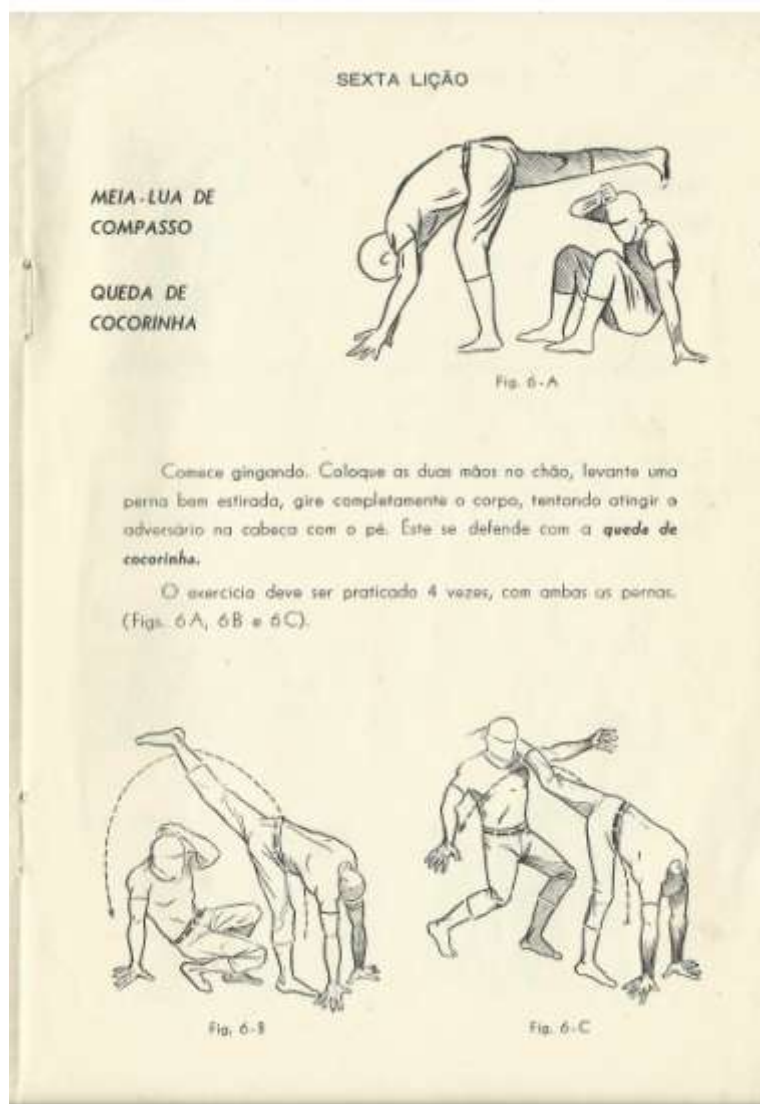 SEXTA LIÇÃO
MEIA-LUA DE
COMPASSO
QUEDA DE
COCORINHA
Fig. 6-A
Comece gingando. Coloque as duas mãos no chão, levante uma
perna bem estirada, gire completamente o corpo, tentando atingir o
adversário na cabeca com o pé. Éste se defende com a queda de
cocorinha.
O exercício deve ser praticado 4 vezes, com ambas as pernas.
(Figs. 6A, 6B e 6C).
Fig. 6-B
Fig. 6-C